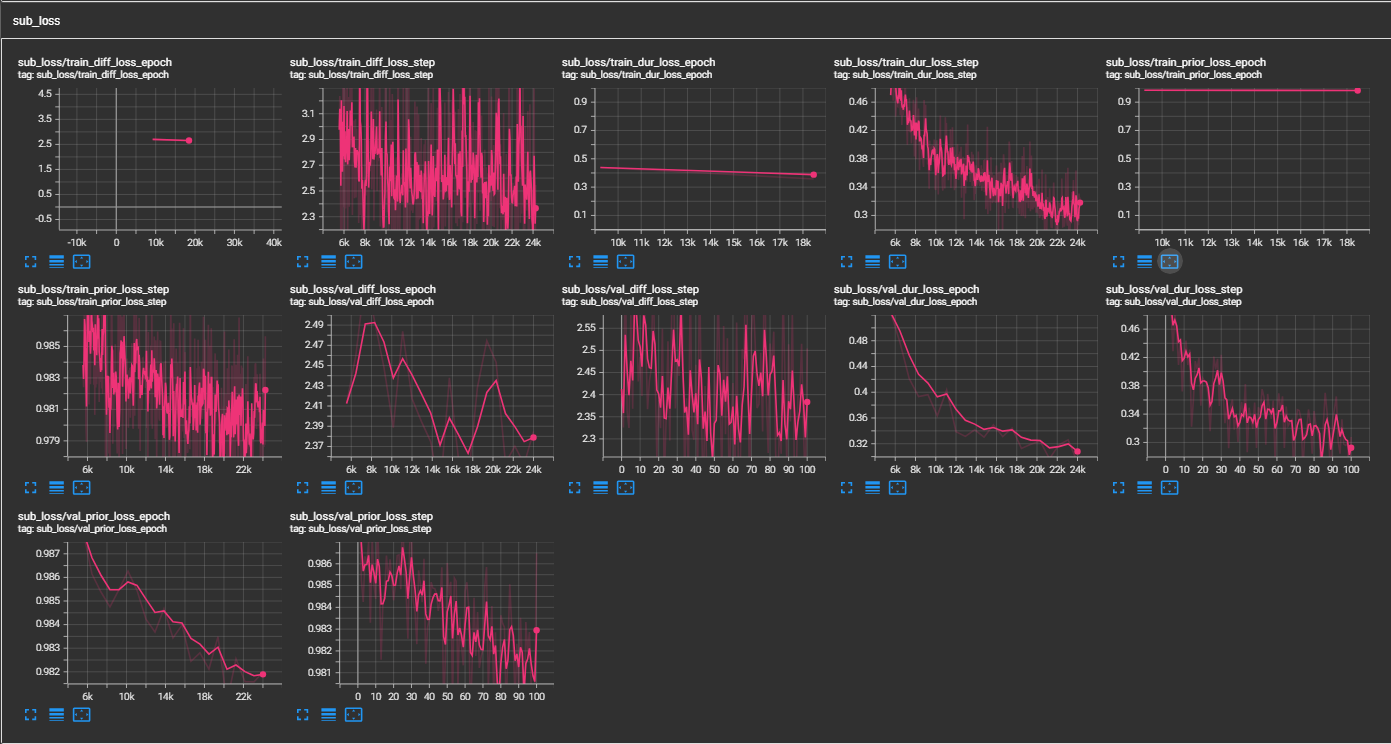 sub_loss
sub_loss/train_diff_loss_epoch
tag: sub_loss/train_diff_loss_epoch
4.5
3.5
2.5
1.5
0.5
-0.5
-10k 0 10k 20k 30k 40k
sub_loss/train_diff_loss_step
tag: sub_loss/train_diff_loss_step
3.1
2.9
2.7
2.5
2.3
6k 8k 10k 12k 14k 16k 18k 20k 22k 24k
sub_loss/train_dur_loss_epoch
tag: sub_loss/train_dur_loss_epoch
0.9
0.7
0.5
0.3
0.1
10k 11k 12k 13k 14k 15k 16k 17k 18k
sub_loss/train_dur_loss_step
tag: sub_loss/train_dur_loss_step
0.46
0.42
0.38
0.34
0.3
6k 8k 10k 12k 14k 16k 18k 20k 22k 24k
sub_loss/train_prior_loss_epoch
tag: sub_loss/train_prior_loss_epoch
0.9
0.7
0.5
0.3
0.1
10k 11k 12k 13k 14k 15k 16k 17k 18k
sub_loss/train_prior_loss_step
tag: sub_loss/train_prior_loss_step
0.985
0.983
0.981
0.979
6k 10k 14k 18k 22k
sub_loss/val_diff_loss_epoch
tag: sub_loss/val_diff_loss_epoch
2.49
2.47
2.45
2.43
2.41
2.39
2.37
6k 8k 10k 12k 14k 16k 18k 20k 22k 24k
sub_loss/val_diff_loss_step
tag: sub_loss/val_diff_loss_step
2.55
2.5
2.45
2.4
2.35
2.3
0 10 20 30 40 50 60 70 80 90 100
sub_loss/val_dur_loss_epoch
tag: sub_loss/val_dur_loss_epoch
0.48
0.44
0.4
0.36
0.32
6k 8k 10k 12k 14k 16k 18k 20k 22k 24k
sub_loss/val_dur_loss_step
tag: sub_loss/val_dur_loss_step
0.46
0.42
0.38
0.34
0.3
0 10 20 30 40 50 60 70 80 90 100
sub_loss/val_prior_loss_epoch
tag: sub_loss/val_prior_loss_epoch
0.987
0.986
0.985
0.984
0.983
0.982
6k 10k 14k 18k 22k
sub_loss/val_prior_loss_step
tag: sub_loss/val_prior_loss_step
0.986
0.985
0.984
0.983
0.982
0.981
0 10 20 30 40 50 60 70 80 90 100